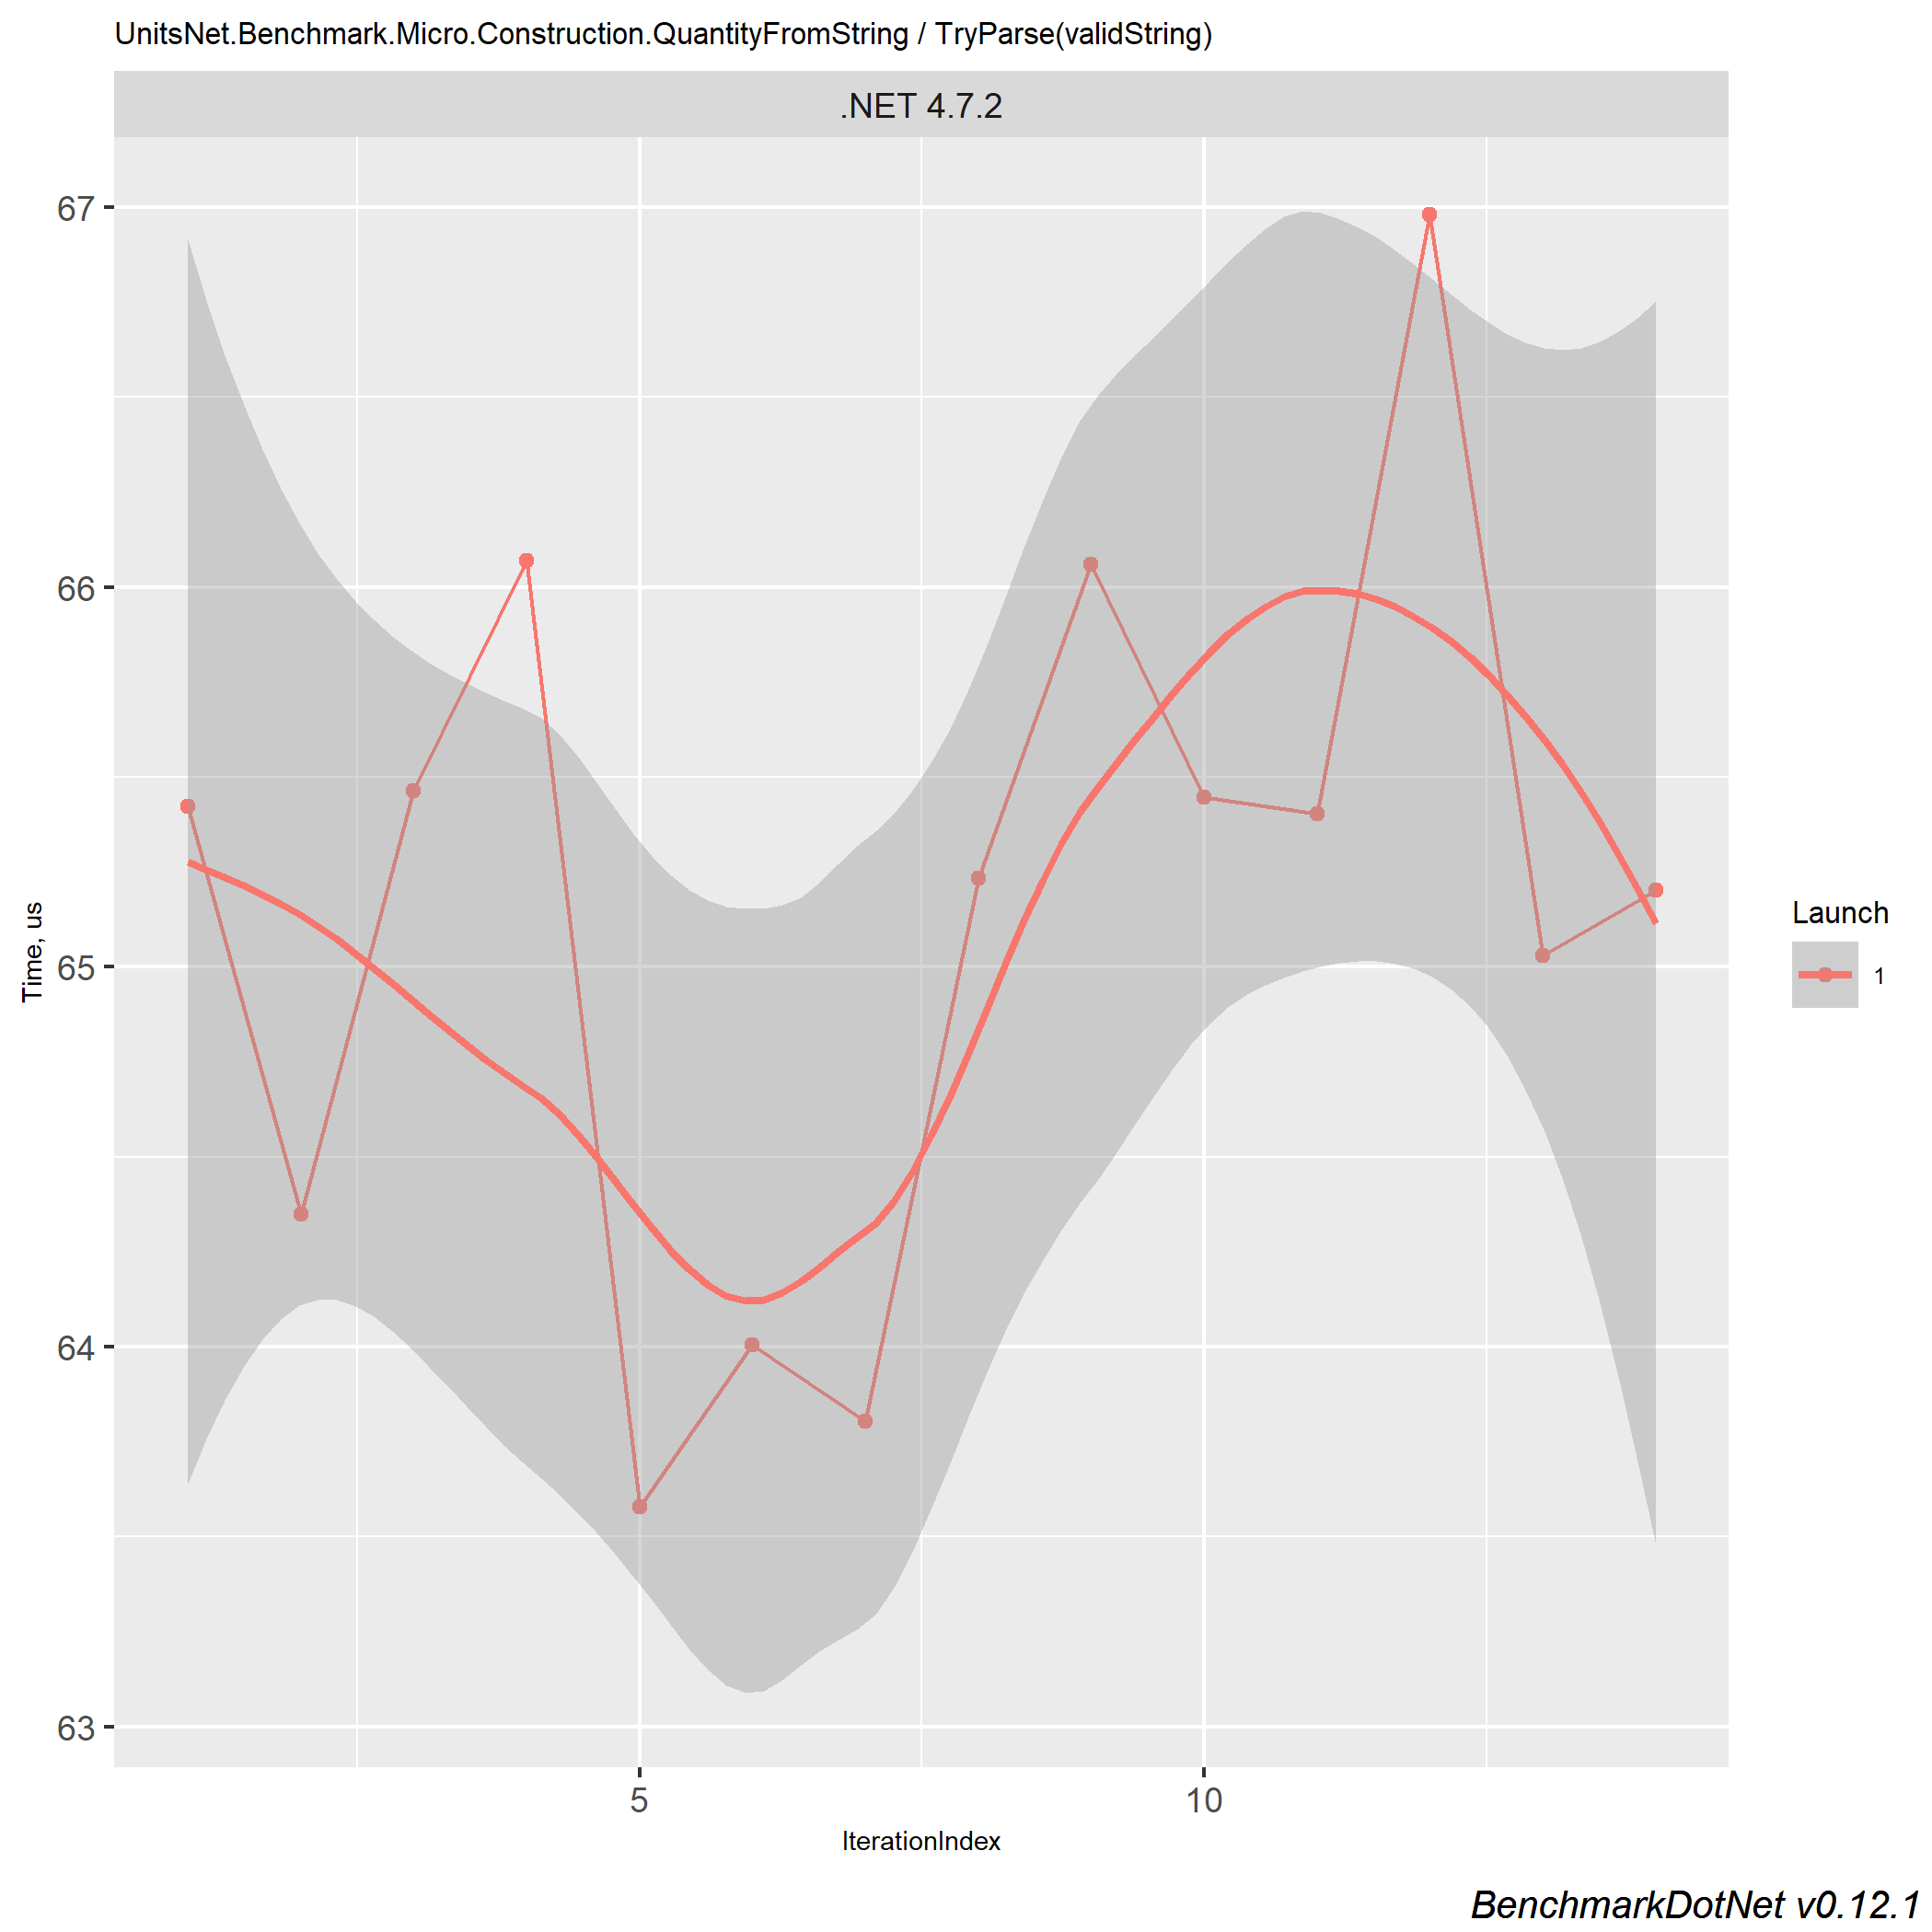 UnitsNet.Benchmark.Micro.Construction.QuantityFromString / TryParse(validString)
.NET 4.7.2
67
66
65
64
63
Time, us
5
10
IterationIndex
Launch
1
BenchmarkDotNet v0.12.1